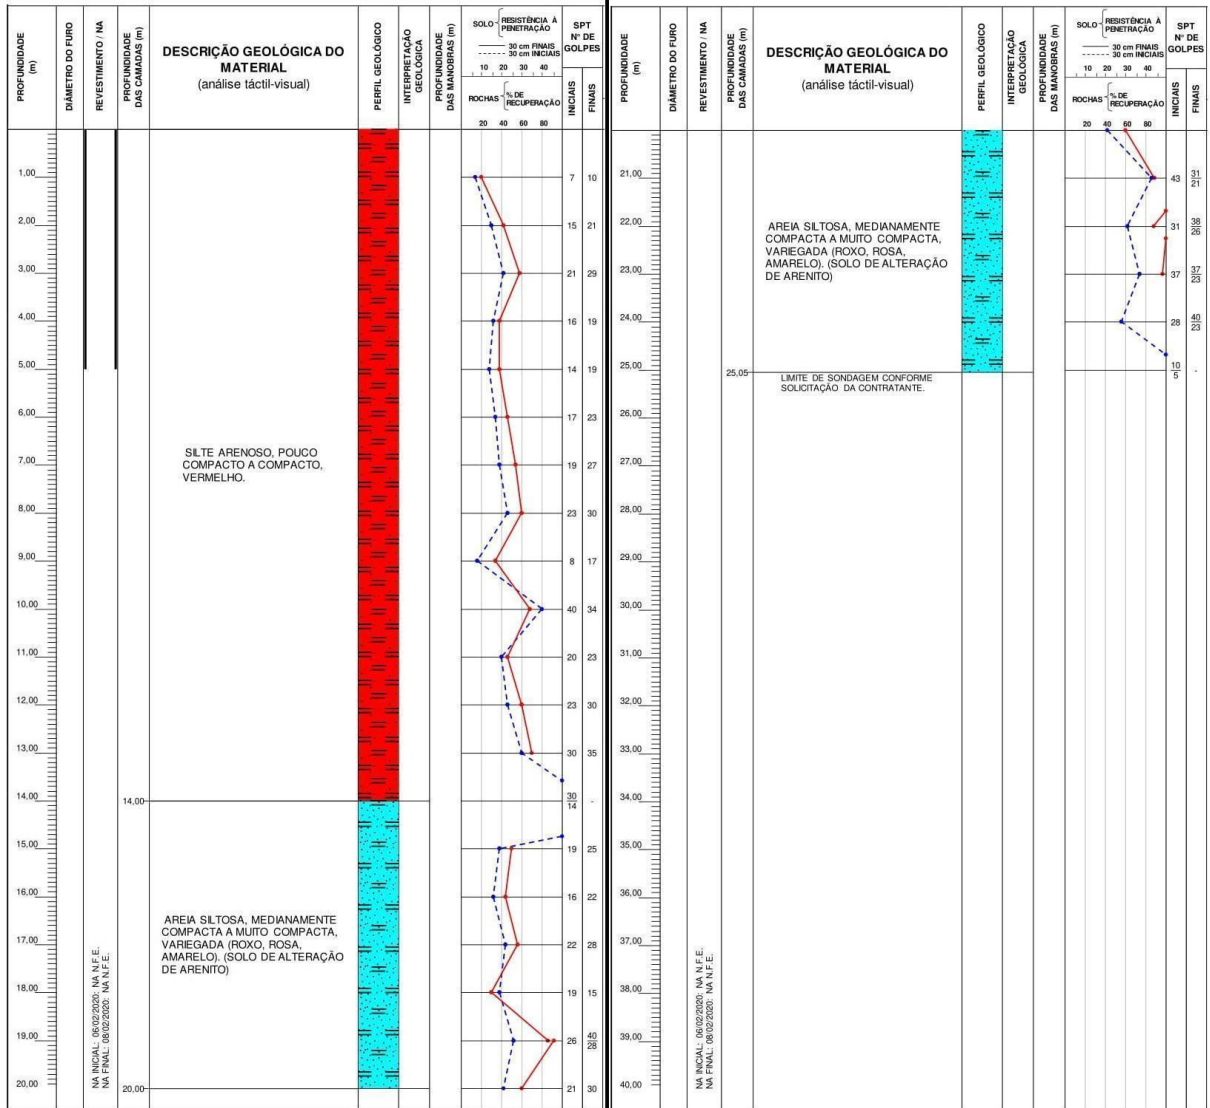 PROFUNDIDADE
(m)
DIÂMETRO DO FURO
REVESTIMENTO / NA
PROFUNDIDADE
DAS CAMADAS (m)
DESCRIÇÃO GEOLÓGICA DO
MATERIAL
(análise táctil-visual)
PERFIL GEOLÓGICO
INTERPRETAÇÃO
GEOLÓGICA
PROFUNDIDADE
DAS MANOBRAS (m)
SOLO
RESISTÊNCIA À
PENETRAÇÃO
30 cm FINAIS
30 cm INICIAIS
10 20 30 40
ROCHAS
% DE
RECUPERAÇÃO
20 40 60 80
SPT
N° DE
GOLPES
INICIAIS
FINAIS
1,00 7 10
2,00 15 21
3,00 21 29
4,00 16 19
5,00 14 19
6,00 17 23
SILTE ARENOSO, POUCO
COMPACTO A COMPACTO,
VERMELHO.
7,00 19 27
8,00 23 30
9,00 8 17
10,00 40 34
11,00 20 23
12,00 23 30
13,00 30 35
14,00 14,00 30/14 -
15,00 19 25
16,00 16 22
AREIA SILTOSA, MEDIANAMENTE
COMPACTA A MUITO COMPACTA,
VARIEGADA (ROXO, ROSA,
AMARELO). (SOLO DE ALTERAÇÃO
DE ARENITO)
17,00 22 28
18,00 19 15
19,00 26 40/28
20,00 20,00 21 30
NA INICIAL: 06/02/2020: NA N.F.E.
NA FINAL: 08/02/2020: NA N.F.E.
PROFUNDIDADE
(m)
DIÂMETRO DO FURO
REVESTIMENTO / NA
PROFUNDIDADE
DAS CAMADAS (m)
DESCRIÇÃO GEOLÓGICA DO
MATERIAL
(análise táctil-visual)
PERFIL GEOLÓGICO
INTERPRETAÇÃO
GEOLÓGICA
PROFUNDIDADE
DAS MANOBRAS (m)
SOLO
RESISTÊNCIA À
PENETRAÇÃO
30 cm FINAIS
30 cm INICIAIS
10 20 30 40
ROCHAS
% DE
RECUPERAÇÃO
20 40 60 80
SPT
N° DE
GOLPES
INICIAIS
FINAIS
21,00 43 31/21
22,00 31 38/26
AREIA SILTOSA, MEDIANAMENTE
COMPACTA A MUITO COMPACTA,
VARIEGADA (ROXO, ROSA,
AMARELO). (SOLO DE ALTERAÇÃO
DE ARENITO)
23,00 37 37/23
24,00 28 40/23
25,00 25,05 10/5 -
LIMITE DE SONDAGEM CONFORME
SOLICITAÇÃO DA CONTRATANTE.
26,00
27,00
28,00
29,00
30,00
31,00
32,00
33,00
34,00
35,00
36,00
37,00
38,00
39,00
40,00
NA INICIAL: 06/02/2020: NA N.F.E.
NA FINAL: 08/02/2020: NA N.F.E.